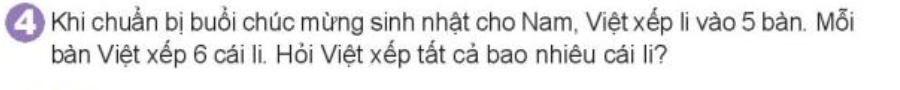 4 Khi chuẩn bị buổi chúc mừng sinh nhật cho Nam, Việt xếp li vào 5 bàn. Mỗi
bàn Việt xếp 6 cái li. Hỏi Việt xếp tất cả bao nhiêu cái li?